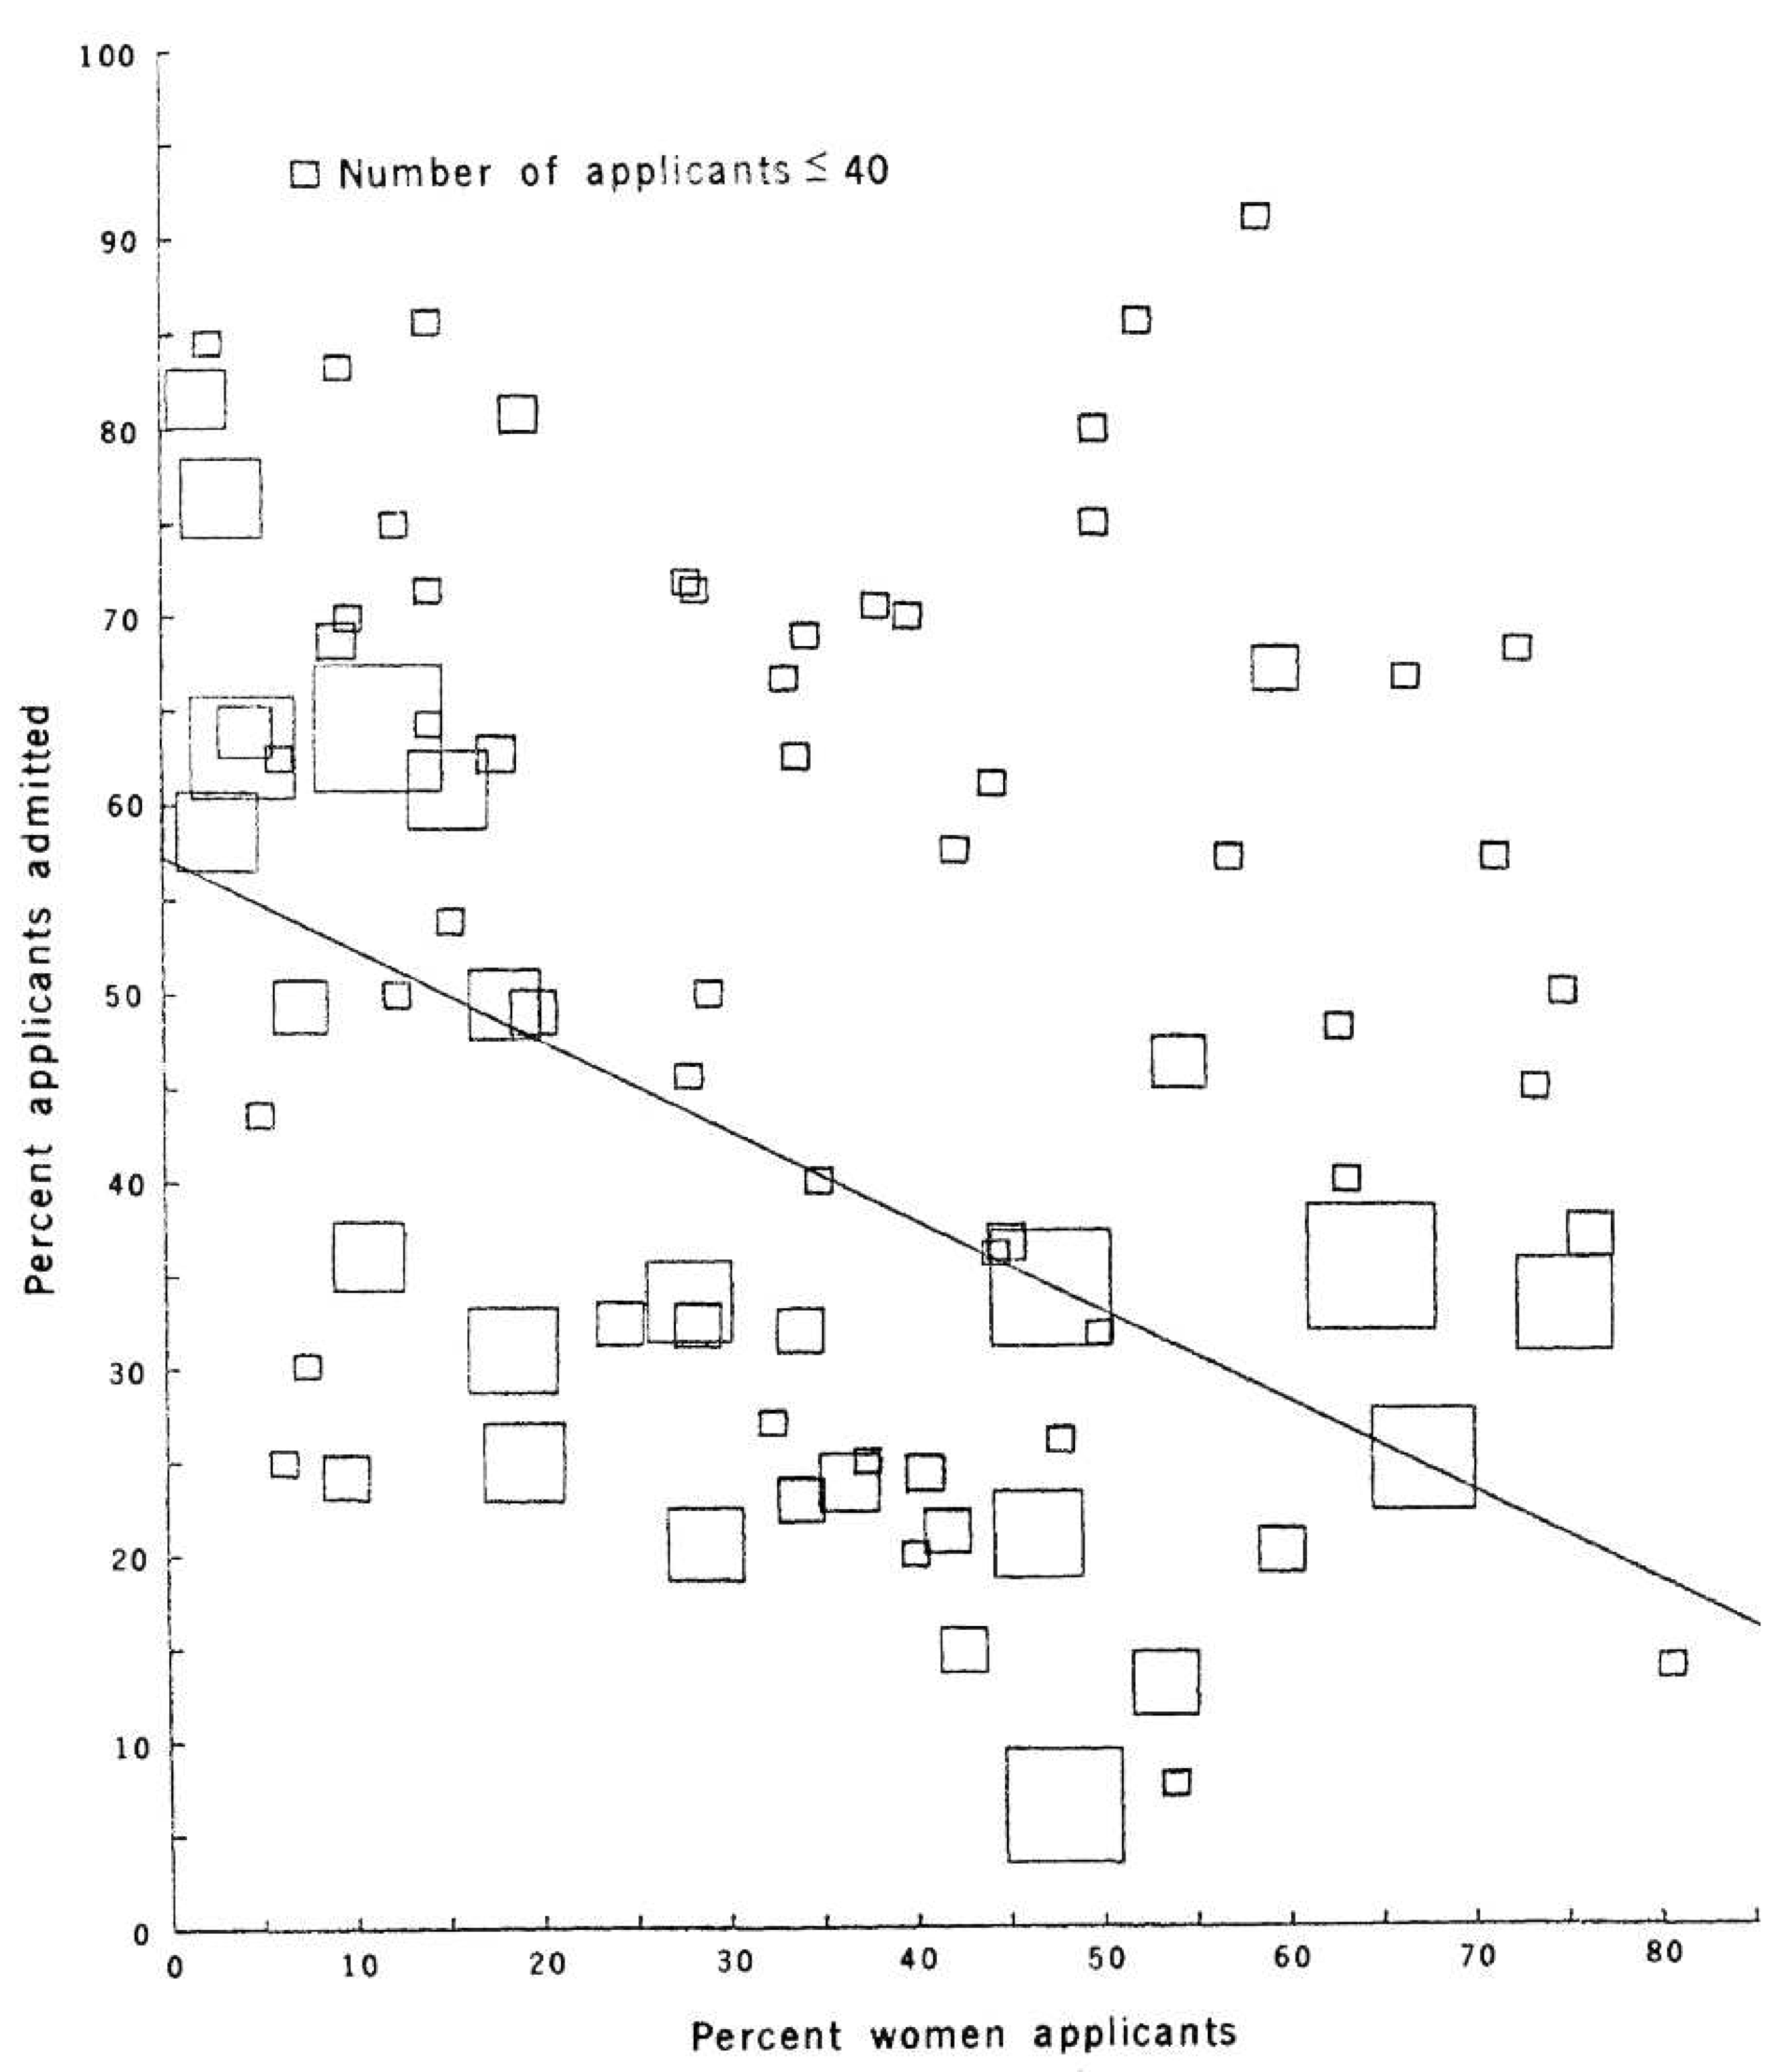 100
□ Number of applicants ≤ 40
90
80
70
60
50
40
30
20
10
0
Percent applicants admitted
0 10 20 30 40 50 60 70 80
Percent women applicants